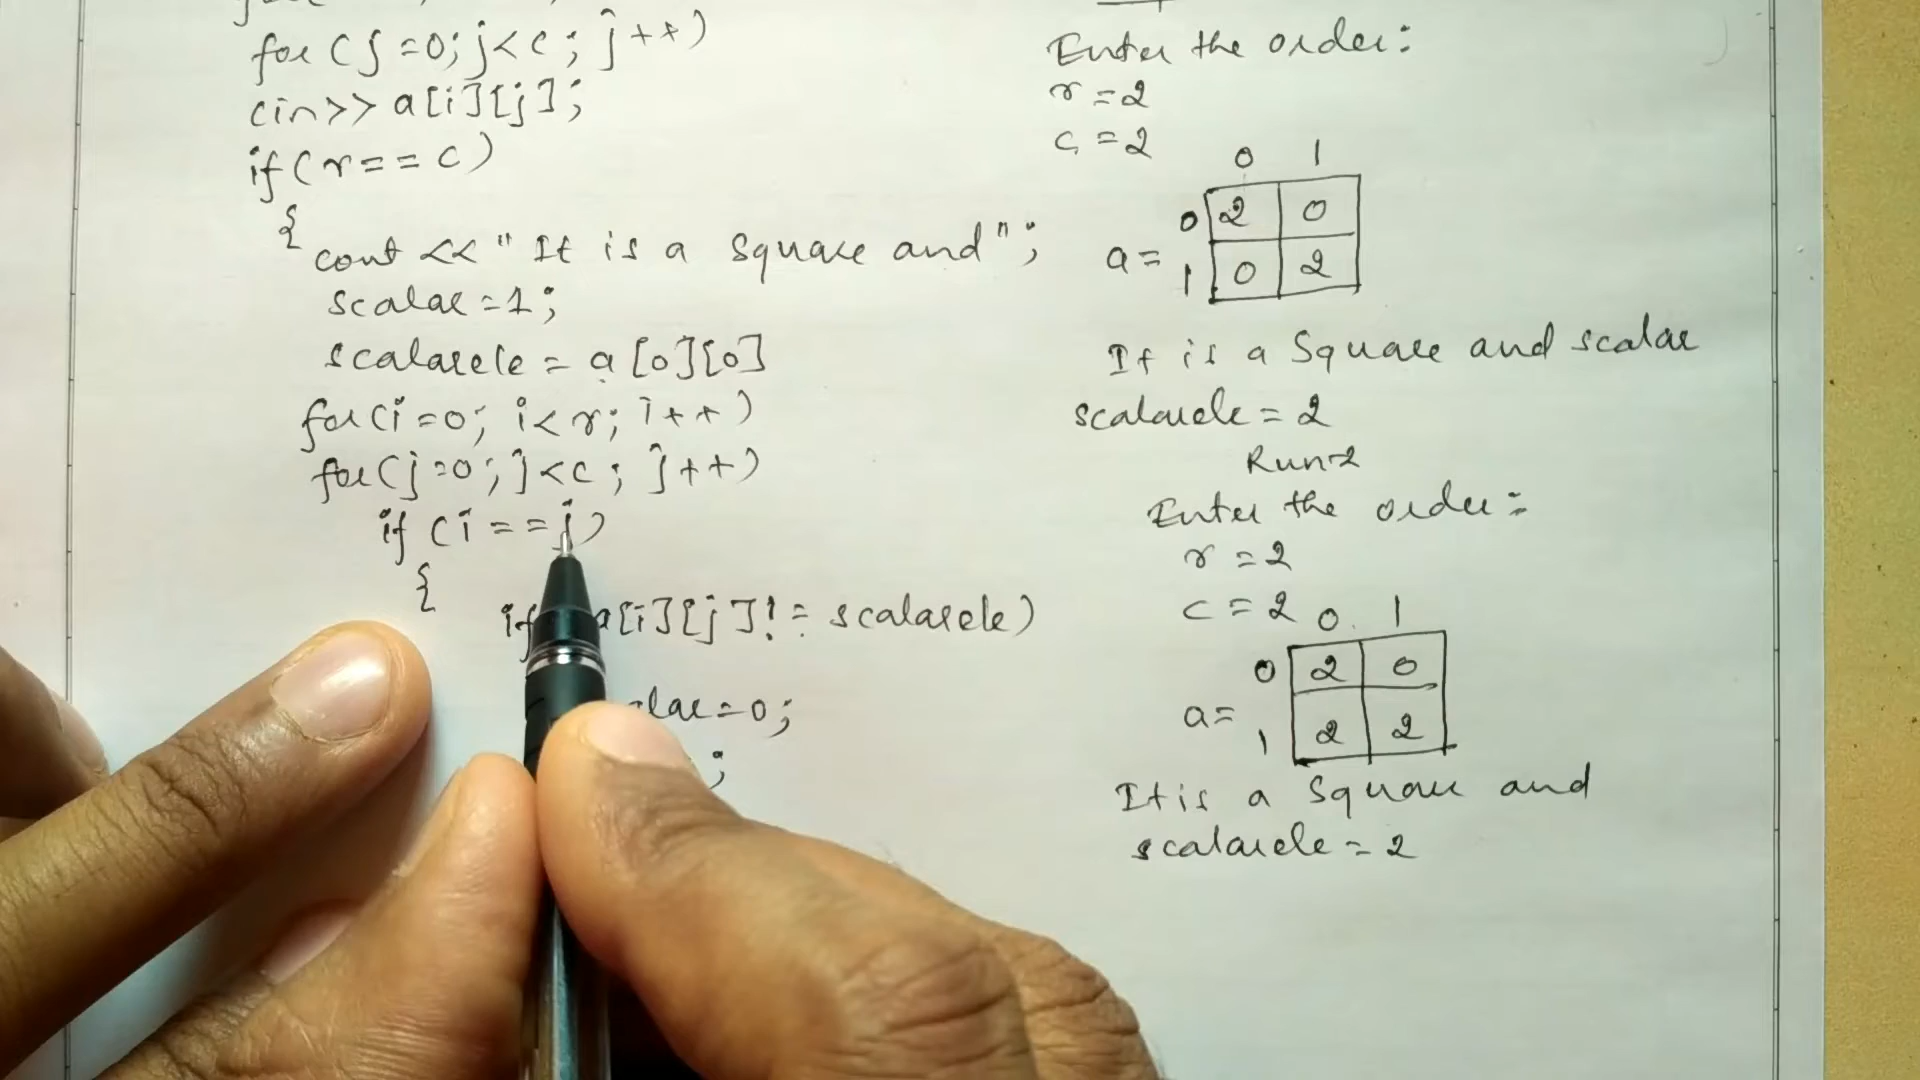 for(j=0; j<c; j++)
cin>> a[i][j];
if(r==c)
{
cout << "It is a square and";
scalar=1;
scalarele = a[0][0]
for(i=0; i<r; i++)
for(j=0; j<c; j++)
if(i==j)
{
if a[i][j]!=scalarele)
lar=0;
;
Enter the order:
r=2
c=2
0 1
0 2 0
a=
1 0 2
It is a Square and scalar
scalarele = 2
Run2
Enter the order:
r=2
c=2
0 1
0 2 0
a=
1 2 2
It is a Square and
scalarele = 2